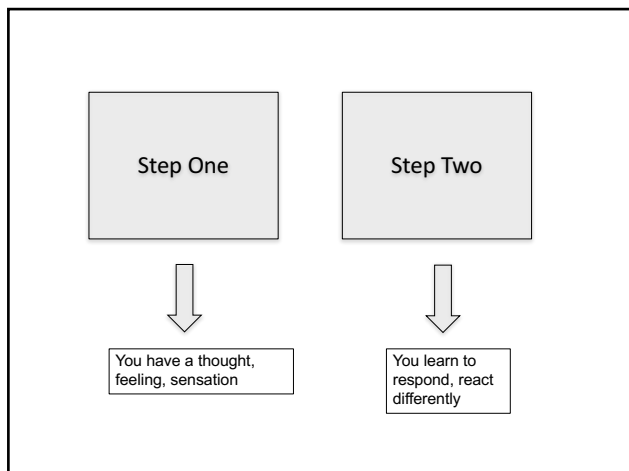 Step One
Step Two
You have a thought,
feeling, sensation
You learn to
respond, react
differently